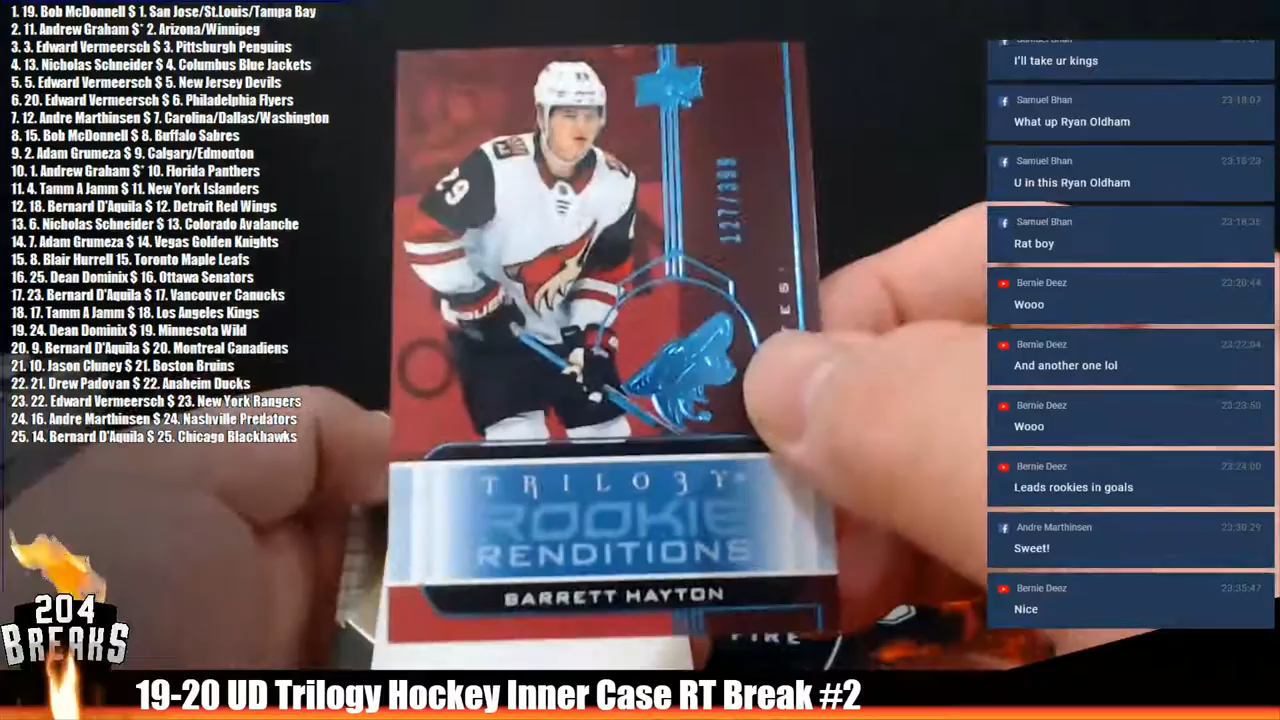 1. 19. Bob McDonnell $ 1. San Jose/St.Louis/Tampa Bay
2. 11. Andrew Graham $* 2. Arizona/Winnipeg
3. 3. Edward Vermeersch $ 3. Pittsburgh Penguins
4. 13. Nicholas Schneider $ 4. Columbus Blue Jackets
5. 5. Edward Vermeersch $ 5. New Jersey Devils
6. 20. Edward Vermeersch $ 6. Philadelphia Flyers
7. 12. Andre Marthinsen $ 7. Carolina/Dallas/Washington
8. 15. Bob McDonnell $ 8. Buffalo Sabres
9. 2. Adam Grumeza $ 9. Calgary/Edmonton
10. 1. Andrew Graham $* 10. Florida Panthers
11. 4. Tamm A Jamm $ 11. New York Islanders
12. 18. Bernard D'Aquila $ 12. Detroit Red Wings
13. 6. Nicholas Schneider $ 13. Colorado Avalanche
14. 7. Adam Grumeza $ 14. Vegas Golden Knights
15. 8. Blair Hurrell 15. Toronto Maple Leafs
16. 25. Dean Dominix $ 16. Ottawa Senators
17. 23. Bernard D'Aquila $ 17. Vancouver Canucks
18. 17. Tamm A Jamm $ 18. Los Angeles Kings
19. 24. Dean Dominix $ 19. Minnesota Wild
20. 9. Bernard D'Aquila $ 20. Montreal Canadiens
21. 10. Jason Cluney $ 21. Boston Bruins
22. 21. Drew Padovan $ 22. Anaheim Ducks
23. 22. Edward Vermeersch $ 23. New York Rangers
24. 16. Andre Marthinsen $ 24. Nashville Predators
25. 14. Bernard D'Aquila $ 25. Chicago Blackhawks
29
127/399
TRILOGY
ROOKIE
RENDITIONS
BARRETT HAYTON
FIRE
Samuel Bhan
I'll take ur kings
Samuel Bhan 23:18:07
What up Ryan Oldham
Samuel Bhan 23:18:23
U in this Ryan Oldham
Samuel Bhan 23:18:35
Rat boy
Bernie Deez 23:20:44
Wooo
Bernie Deez 23:22:04
And another one lol
Bernie Deez 23:23:50
Wooo
Bernie Deez 23:24:00
Leads rookies in goals
Andre Marthinsen 23:30:29
Sweet!
Bernie Deez 23:35:47
Nice
204
BREAKS
19-20 UD Trilogy Hockey Inner Case RT Break #2